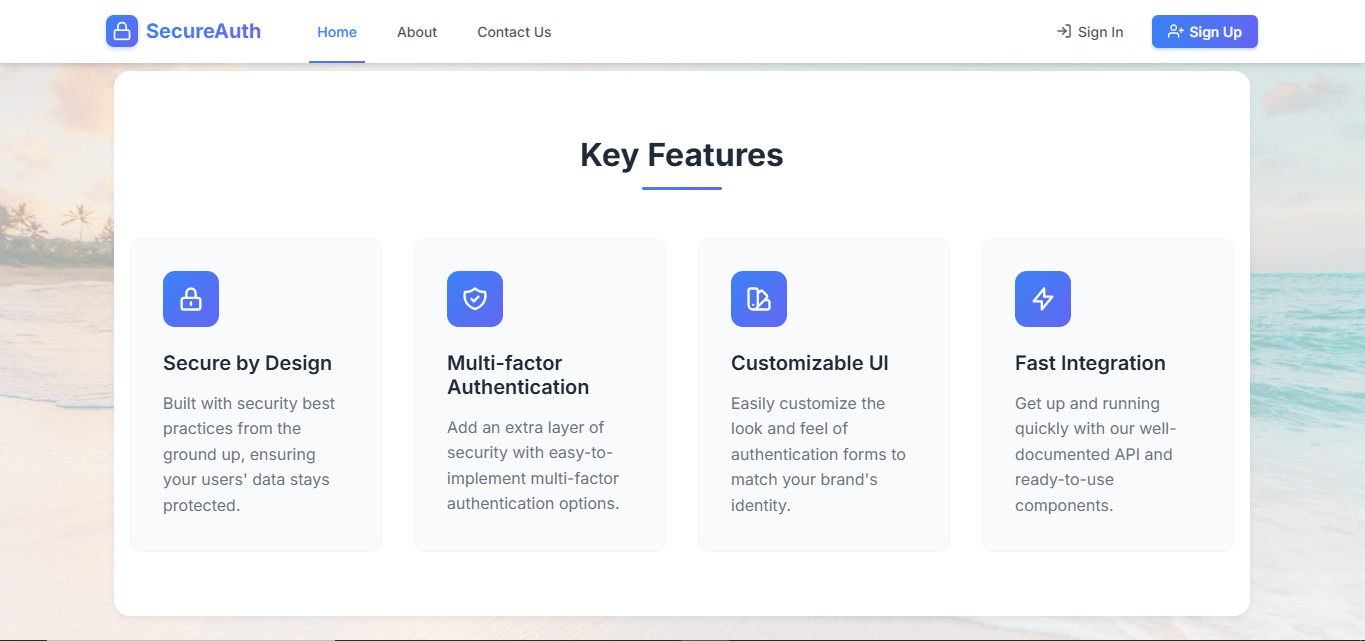 SecureAuth
Home
About
Contact Us
Sign In
Sign Up
Key Features
Secure by Design
Built with security best
practices from the
ground up, ensuring
your users' data stays
protected.
Multi-factor
Authentication
Add an extra layer of
security with easy-to-
implement multi-factor
authentication options.
Customizable UI
Easily customize the
look and feel of
authentication forms to
match your brand's
identity.
Fast Integration
Get up and running
quickly with our well-
documented API and
ready-to-use
components.